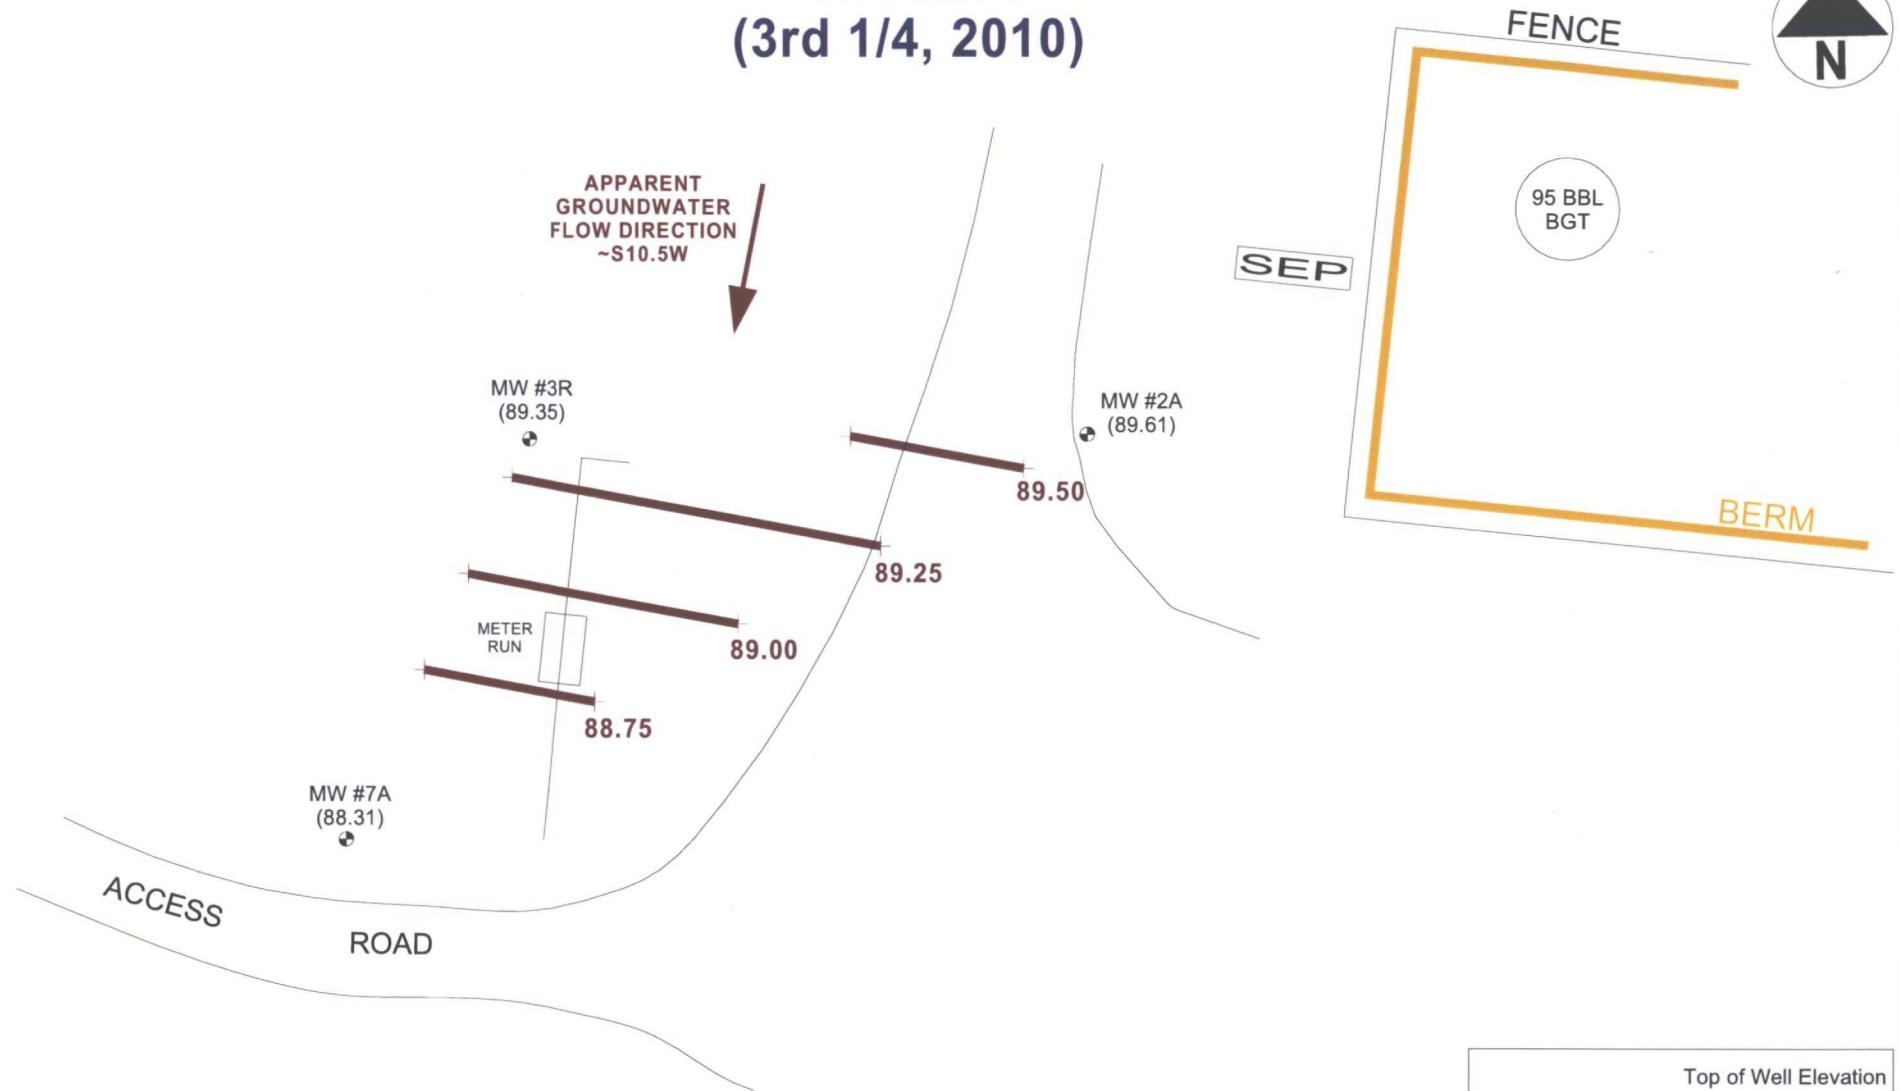 (3rd 1/4, 2010)
FENCE
N
APPARENT
GROUNDWATER
FLOW DIRECTION
~S10.5W
95 BBL
BGT
SEP
MW #3R
(89.35)
MW #2A
(89.61)
89.50
BERM
89.25
METER
RUN
89.00
88.75
MW #7A
(88.31)
ACCESS
ROAD
Top of Well Elevation